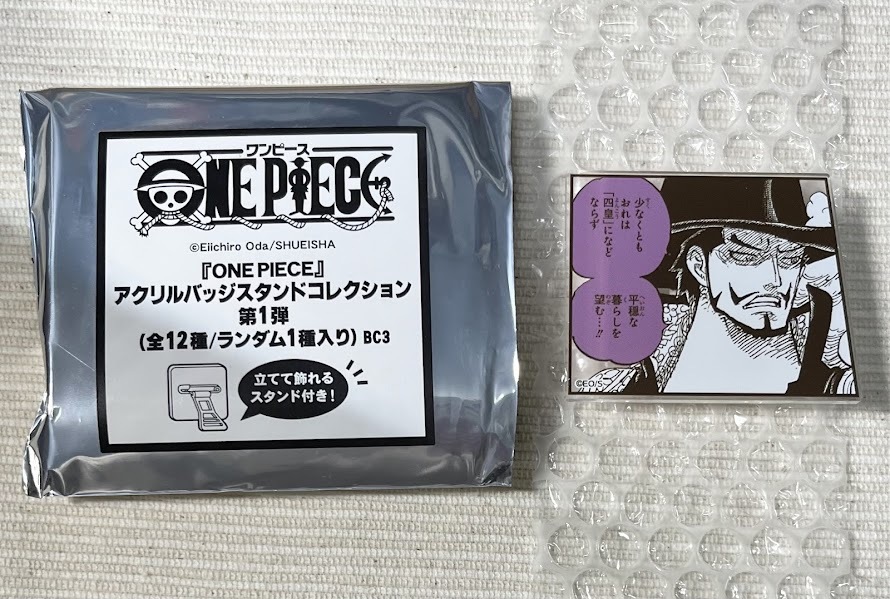 ワンピース
ONE PIECE
©Eiichiro Oda/SHUEISHA
『ONE PIECE』
アクリルバッジスタンドコレクション
第1弾
(全12種/ランダム1種入り) BC3
立てて飾れる
スタンド付き!
少なくとも
おれは
「四皇」になど
ならず
平穏な
暮らしを
望む…!!
©EO/S